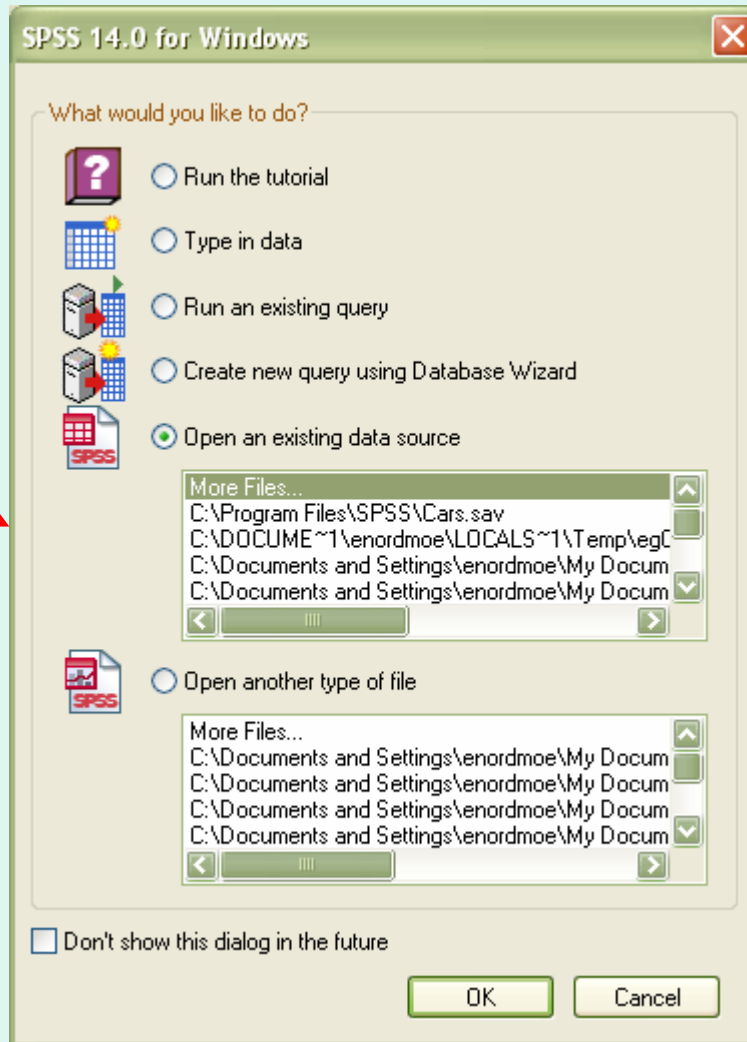 SPSS 14.0 for Windows
What would you like to do?
?
Run the tutorial
Type in data
Run an existing query
Create new query using Database Wizard
SPSS
Open an existing data source
More Files...
C:\Program Files\SPSS\Cars.sav
C:\DOCUME~1\enordmoe\LOCALS~1\Temp\eg
C:\Documents and Settings\enordmoe\My Docum
C:\Documents and Settings\enordmoe\My Docum
SPSS
Open another type of file
More Files...
C:\Documents and Settings\enordmoe\My Docum
C:\Documents and Settings\enordmoe\My Docum
C:\Documents and Settings\enordmoe\My Docum
C:\Documents and Settings\enordmoe\My Docum
Don't show this dialog in the future
OK Cancel